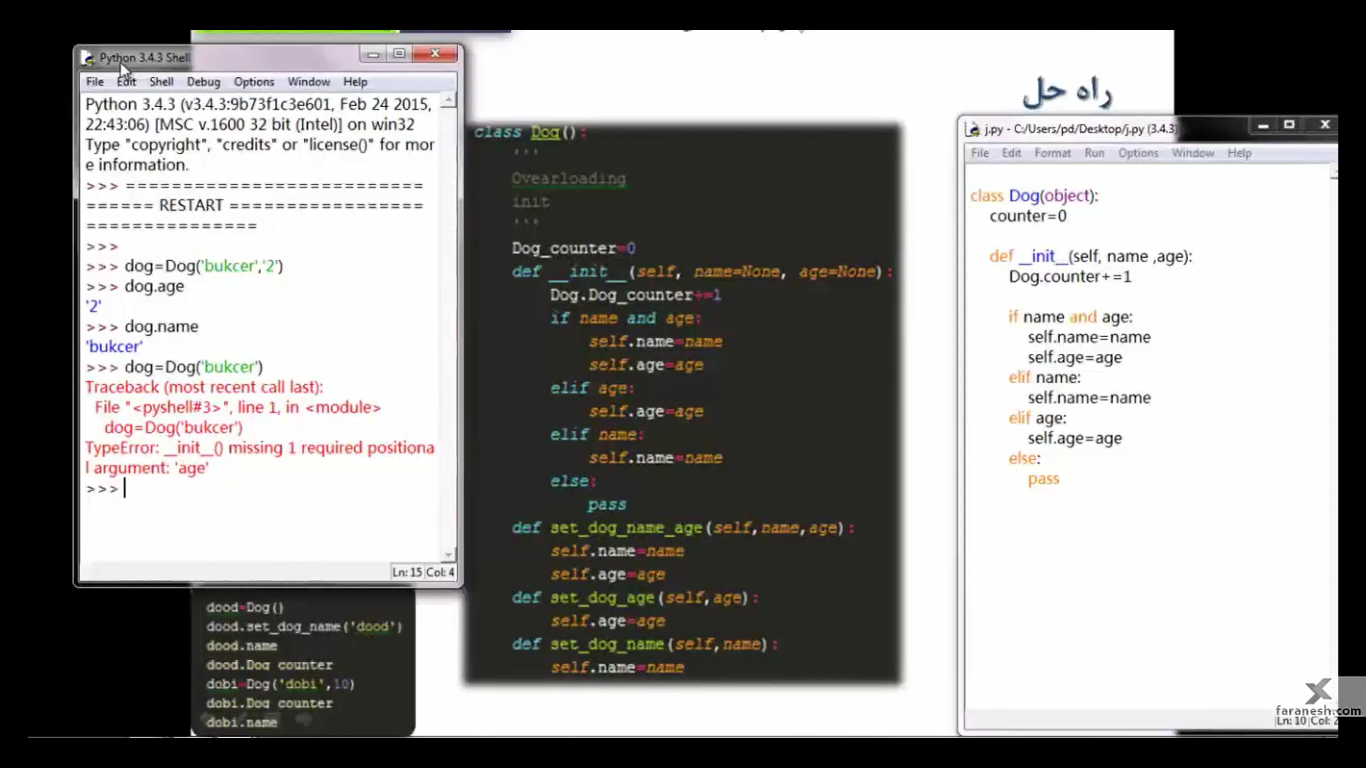 راه حل
Python 3.4.3 Shell
File Edit Shell Debug Options Window Help
Python 3.4.3 (v3.4.3:9b73f1c3e601, Feb 24 2015,
22:43:06) [MSC v.1600 32 bit (Intel)] on win32
Type "copyright", "credits" or "license()" for mor
e information.
>>> ==========================
====== RESTART =================
===============
>>>
>>> dog=Dog('bukcer','2')
>>> dog.age
'2'
>>> dog.name
'bukcer'
>>> dog=Dog('bukcer')
Traceback (most recent call last):
File "<pyshell#3>", line 1, in <module>
dog=Dog('bukcer')
TypeError: __init__() missing 1 required positiona
l argument: 'age'
>>>
Ln: 15 Col: 4
dood=Dog()
dood.set_dog_name('dood')
dood.name
dood.Dog_counter
dobi=Dog('dobi',10)
dobi.Dog_counter
dobi.name
class Dog():
'''
Ovearloading
init
'''
Dog_counter=0
def __init__(self, name=None, age=None):
Dog.Dog_counter+=1
if name and age:
self.name=name
self.age=age
elif age:
self.age=age
elif name:
self.name=name
else:
pass
def set_dog_name_age(self,name,age):
self.name=name
self.age=age
def set_dog_age(self,age):
self.age=age
def set_dog_name(self,name):
self.name=name
j.py - C:/Users/pd/Desktop/j.py (3.4.3)
File Edit Format Run Options Window Help
class Dog(object):
counter=0
def __init__(self, name ,age):
Dog.counter+=1
if name and age:
self.name=name
self.age=age
elif name:
self.name=name
elif age:
self.age=age
else:
pass
faranesh.com
Ln: 10 Col: 2